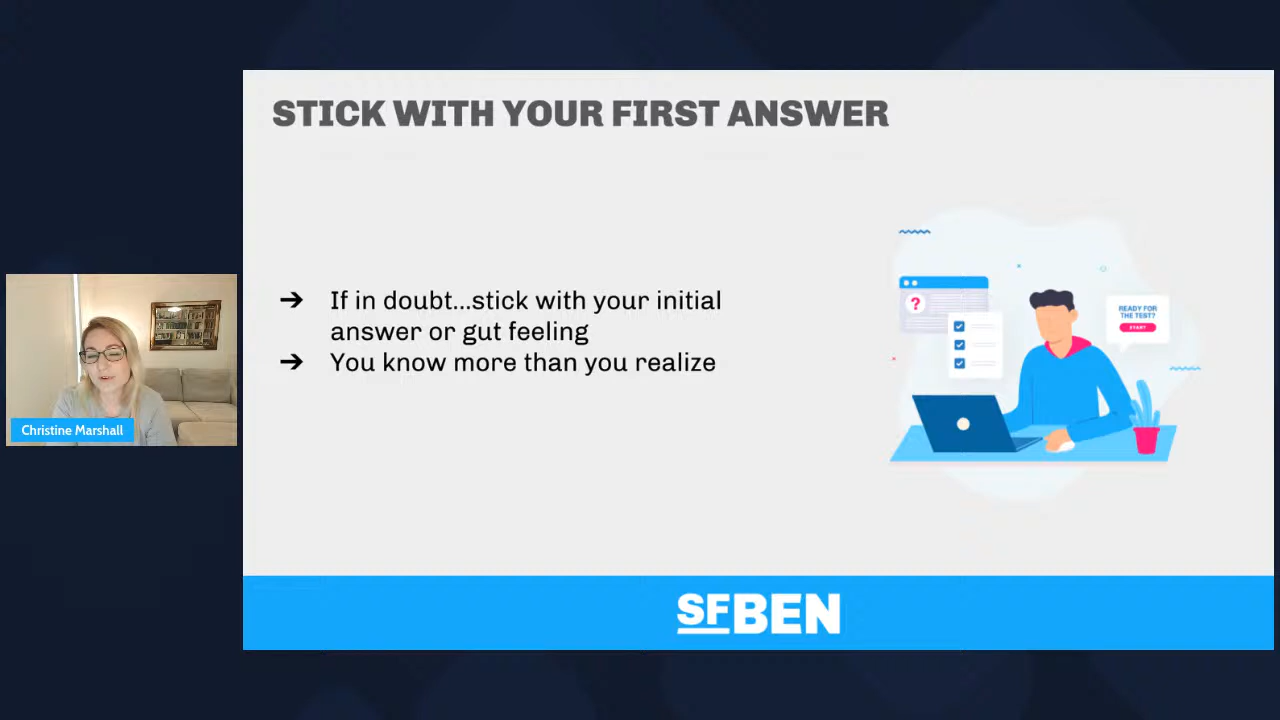 STICK WITH YOUR FIRST ANSWER
➔ If in doubt...stick with your initial
answer or gut feeling
➔ You know more than you realize
?
READY FOR
THE TEST?
START
Christine Marshall
SFBEN